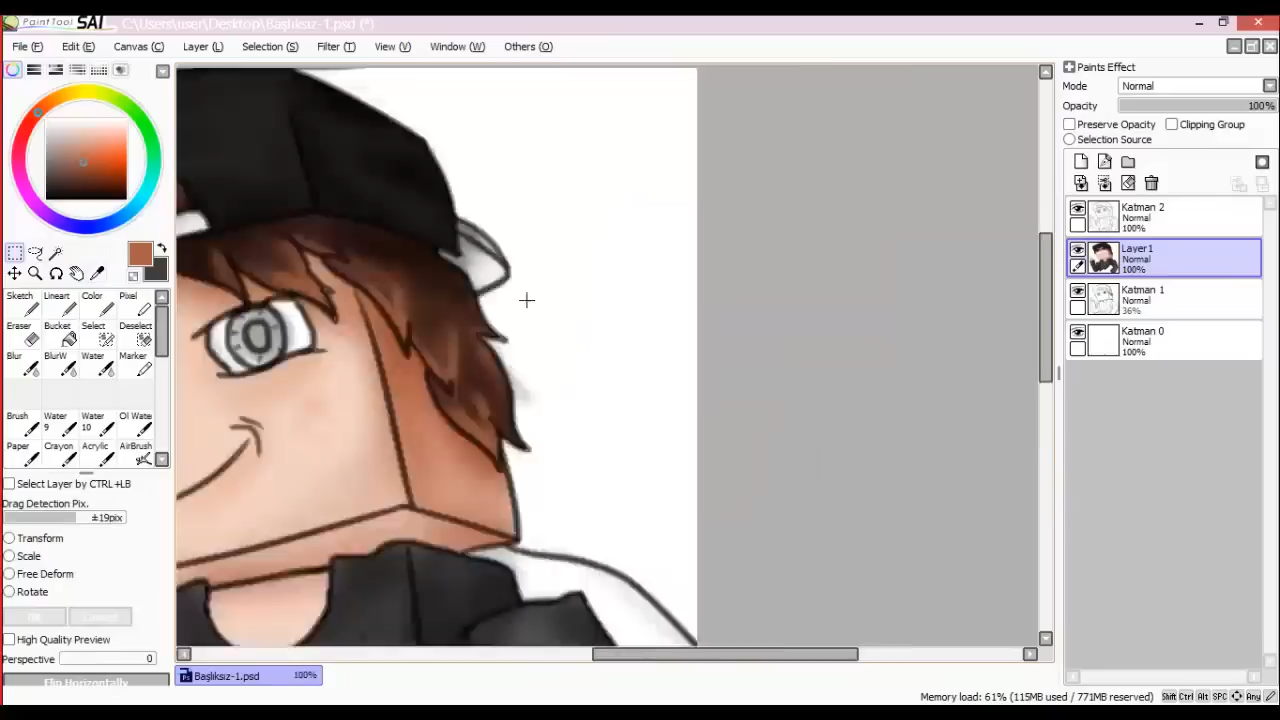 PaintTool SAI C:\Users\user\Desktop\Başlıksız-1.psd (*)
File (F) Edit (E) Canvas (C) Layer (L) Selection (S) Filter (T) View (V) Window (W) Others (O)
Paints Effect
Mode Normal
Opacity 100%
Preserve Opacity Clipping Group
Selection Source
Katman 2
Normal
100%
Layer1
Normal
100%
Katman 1
Normal
36%
Katman 0
Normal
100%
Sketch Lineart Color Pixel
Eraser Bucket Select Deselect
Blur BlurW Water Marker
Brush Water 9 Water 10 Oil Wate
Paper Crayon Acrylic AirBrush
Select Layer by CTRL+LB
Drag Detection Pix.
±19pix
Transform
Scale
Free Deform
Rotate
High Quality Preview
Perspective 0
Flip Horizontally
Başlıksız-1.psd 100%
Memory load: 61% (115MB used / 771MB reserved) Shift Ctrl Alt SPC Any